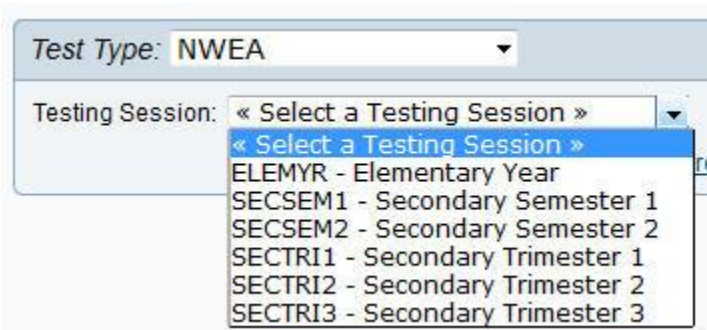 Test Type: NWEA
Testing Session: « Select a Testing Session »
« Select a Testing Session »
ELEMYR - Elementary Year
SECSEM1 - Secondary Semester 1
SECSEM2 - Secondary Semester 2
SECTRI1 - Secondary Trimester 1
SECTRI2 - Secondary Trimester 2
SECTRI3 - Secondary Trimester 3